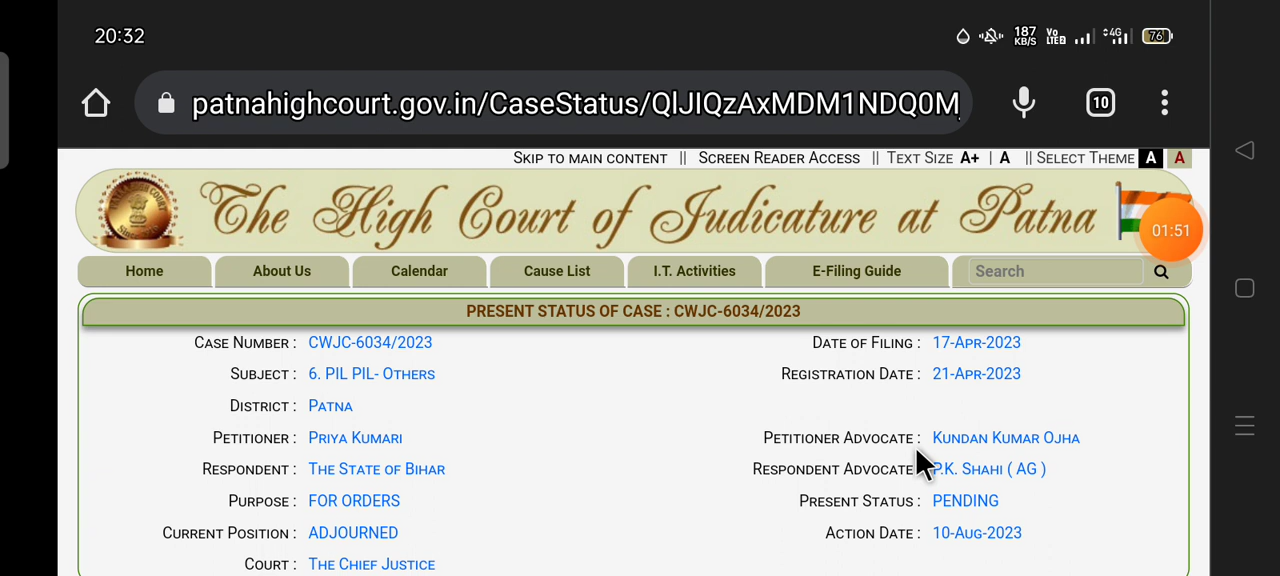 20:32
187 KB/S Vo LTE2 4G 76
patnahighcourt.gov.in/CaseStatus/QlJIQzAxMDM1NDQ0M
10
SKIP TO MAIN CONTENT || SCREEN READER ACCESS || TEXT SIZE A+ | A || SELECT THEME A A
The High Court of Judicature at Patna
01:51
Home About Us Calendar Cause List I.T. Activities E-Filing Guide Search
PRESENT STATUS OF CASE : CWJC-6034/2023
CASE NUMBER : CWJC-6034/2023 DATE OF FILING : 17-APR-2023
SUBJECT : 6. PIL PIL- OTHERS REGISTRATION DATE : 21-APR-2023
DISTRICT : PATNA
PETITIONER : PRIYA KUMARI PETITIONER ADVOCATE : KUNDAN KUMAR OJHA
RESPONDENT : THE STATE OF BIHAR RESPONDENT ADVOCATE P.K. SHAHI ( AG )
PURPOSE : FOR ORDERS PRESENT STATUS : PENDING
CURRENT POSITION : ADJOURNED ACTION DATE : 10-AUG-2023
COURT : THE CHIEF JUSTICE